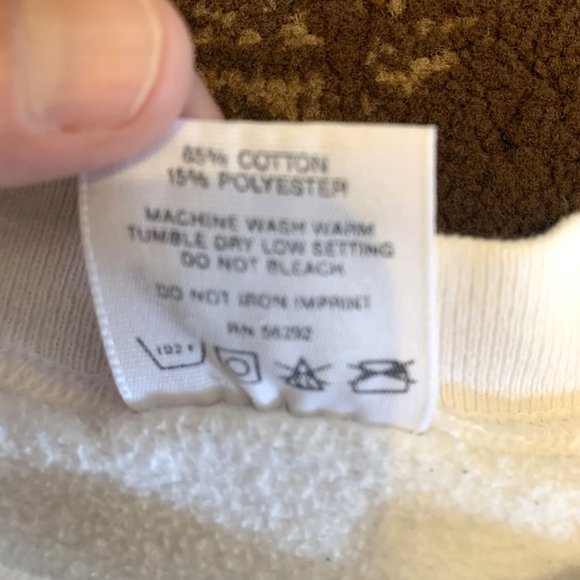 85% COTTON
15% POLYESTER
MACHINE WASH WARM
TUMBLE DRY LOW SETTING
DO NOT BLEACH
DO NOT IRON IMPRINT
RN 56292
102 F